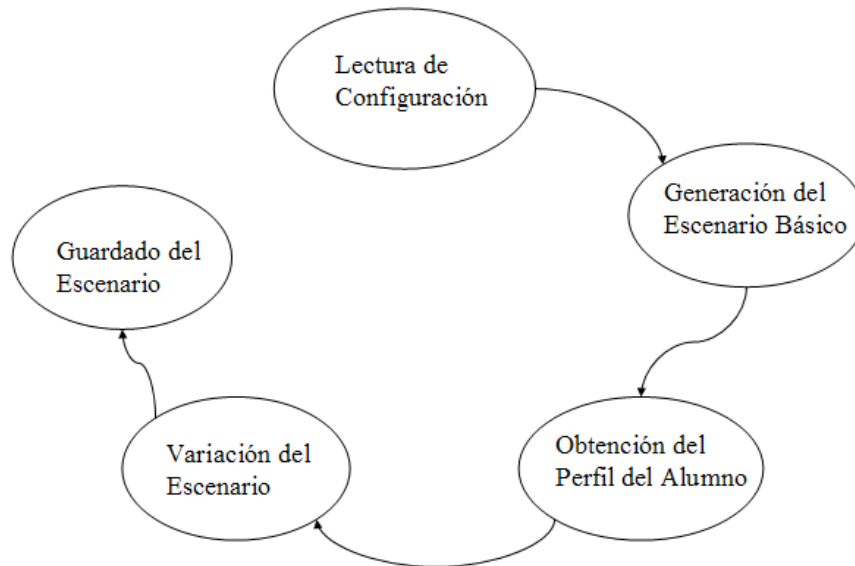 Lectura de
Configuración
Generación del
Escenario Básico
Obtención del
Perfil del Alumno
Variación del
Escenario
Guardado del
Escenario